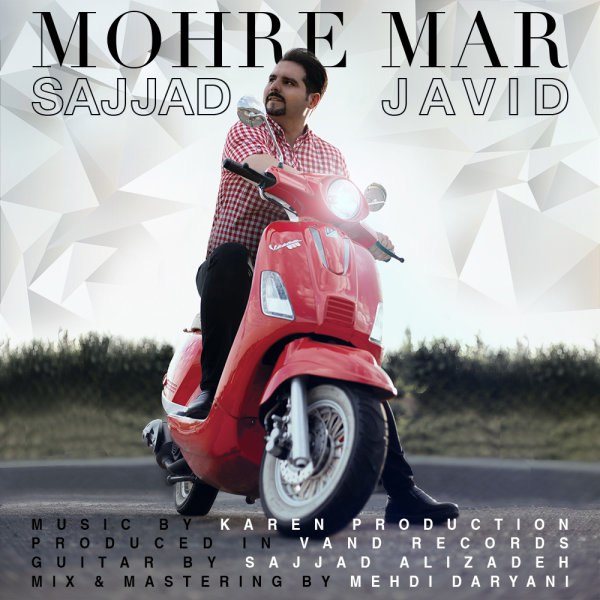 MOHRE MAR
SAJJAD JAVID
MUSIC BY KAREN PRODUCTION
PRODUCED IN VAND RECORDS
GUITAR BY SAJJAD ALIZADEH
MIX & MASTERING BY MEHDI DARYANI